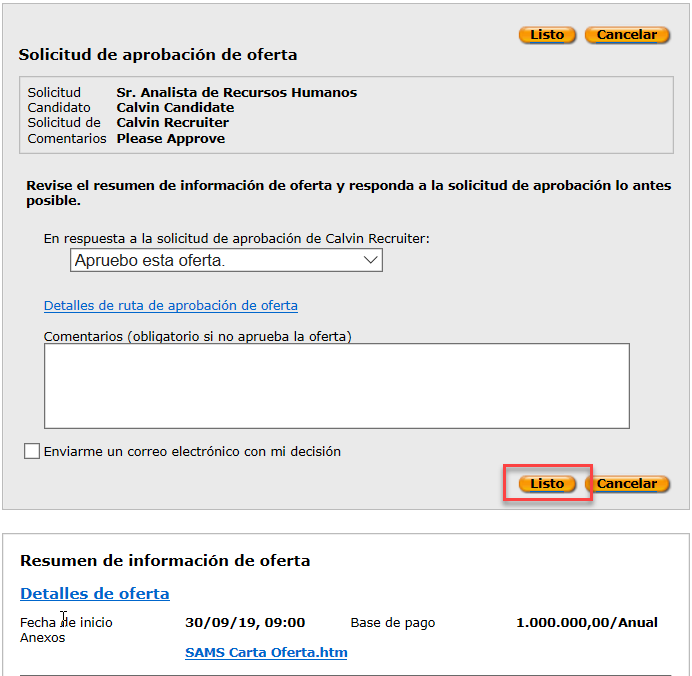 Listo Cancelar
Solicitud de aprobación de oferta
Solicitud Sr. Analista de Recursos Humanos
Candidato Calvin Candidate
Solicitud de Calvin Recruiter
Comentarios Please Approve
Revise el resumen de información de oferta y responda a la solicitud de aprobación lo antes
posible.
En respuesta a la solicitud de aprobación de Calvin Recruiter:
Apruebo esta oferta.
Detalles de ruta de aprobación de oferta
Comentarios (obligatorio si no aprueba la oferta)
Enviarme un correo electrónico con mi decisión
Listo Cancelar
Resumen de información de oferta
Detalles de oferta
Fecha de inicio 30/09/19, 09:00 Base de pago 1.000.000,00/Anual
Anexos
SAMS Carta Oferta.htm